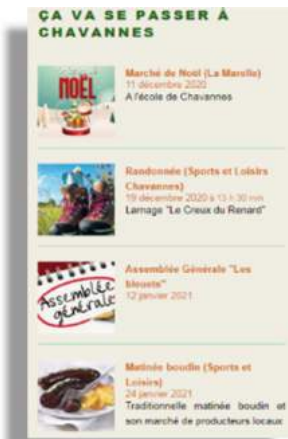 ÇA VA SE PASSER À
CHAVANNES
NOËL
Marché de Noël (La Marelle)
11 décembre 2020
A l'école de Chavannes
Randonnée (Sports et Loisirs
Chavannes)
19 décembre 2020 à 13 h 30 mn
Larnage "Le Creux du Renard"
Assemblée
générale
Assemblée Générale "Les
bleuets"
12 janvier 2021
Matinée boudin (Sports et
Loisirs)
24 janvier 2021
Traditionnelle matinée boudin et
son marché de producteurs locaux